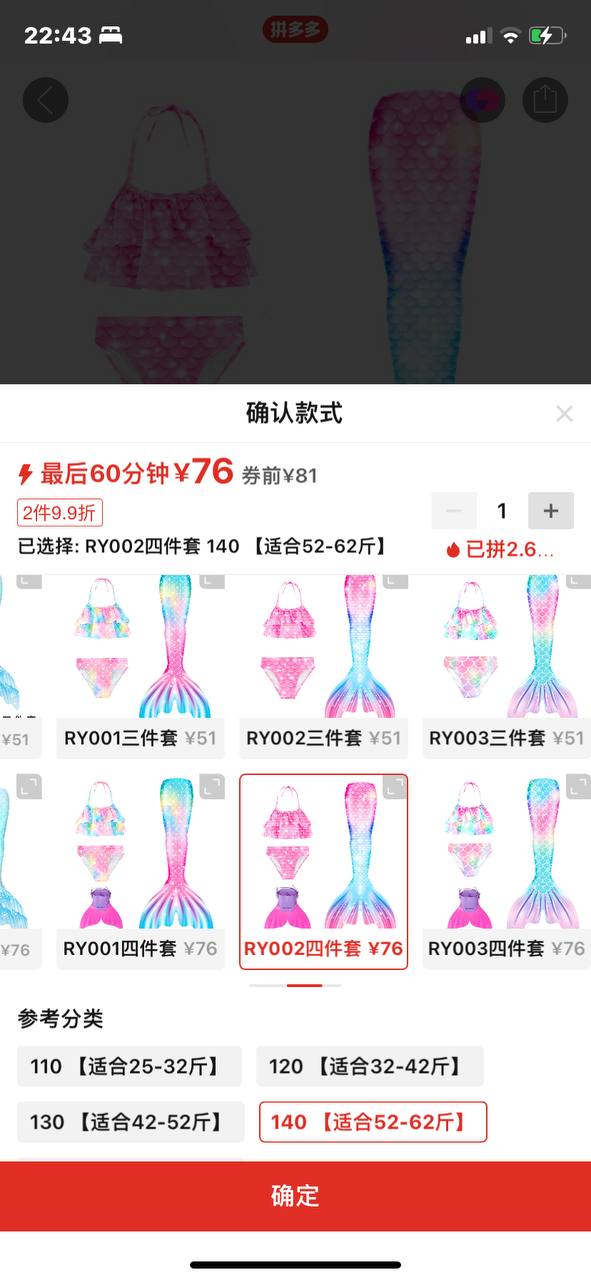 22:43
拼多多
确认款式
最后60分钟¥76 券前¥81
2件9.9折
1
已选择: RY002四件套 140 【适合52-62斤】
已拼2.6...
¥51
RY001三件套 ¥51
RY002三件套 ¥51
RY003三件套 ¥51
¥76
RY001四件套 ¥76
RY002四件套 ¥76
RY003四件套 ¥76
参考分类
110 【适合25-32斤】
120 【适合32-42斤】
130 【适合42-52斤】
140 【适合52-62斤】
确定